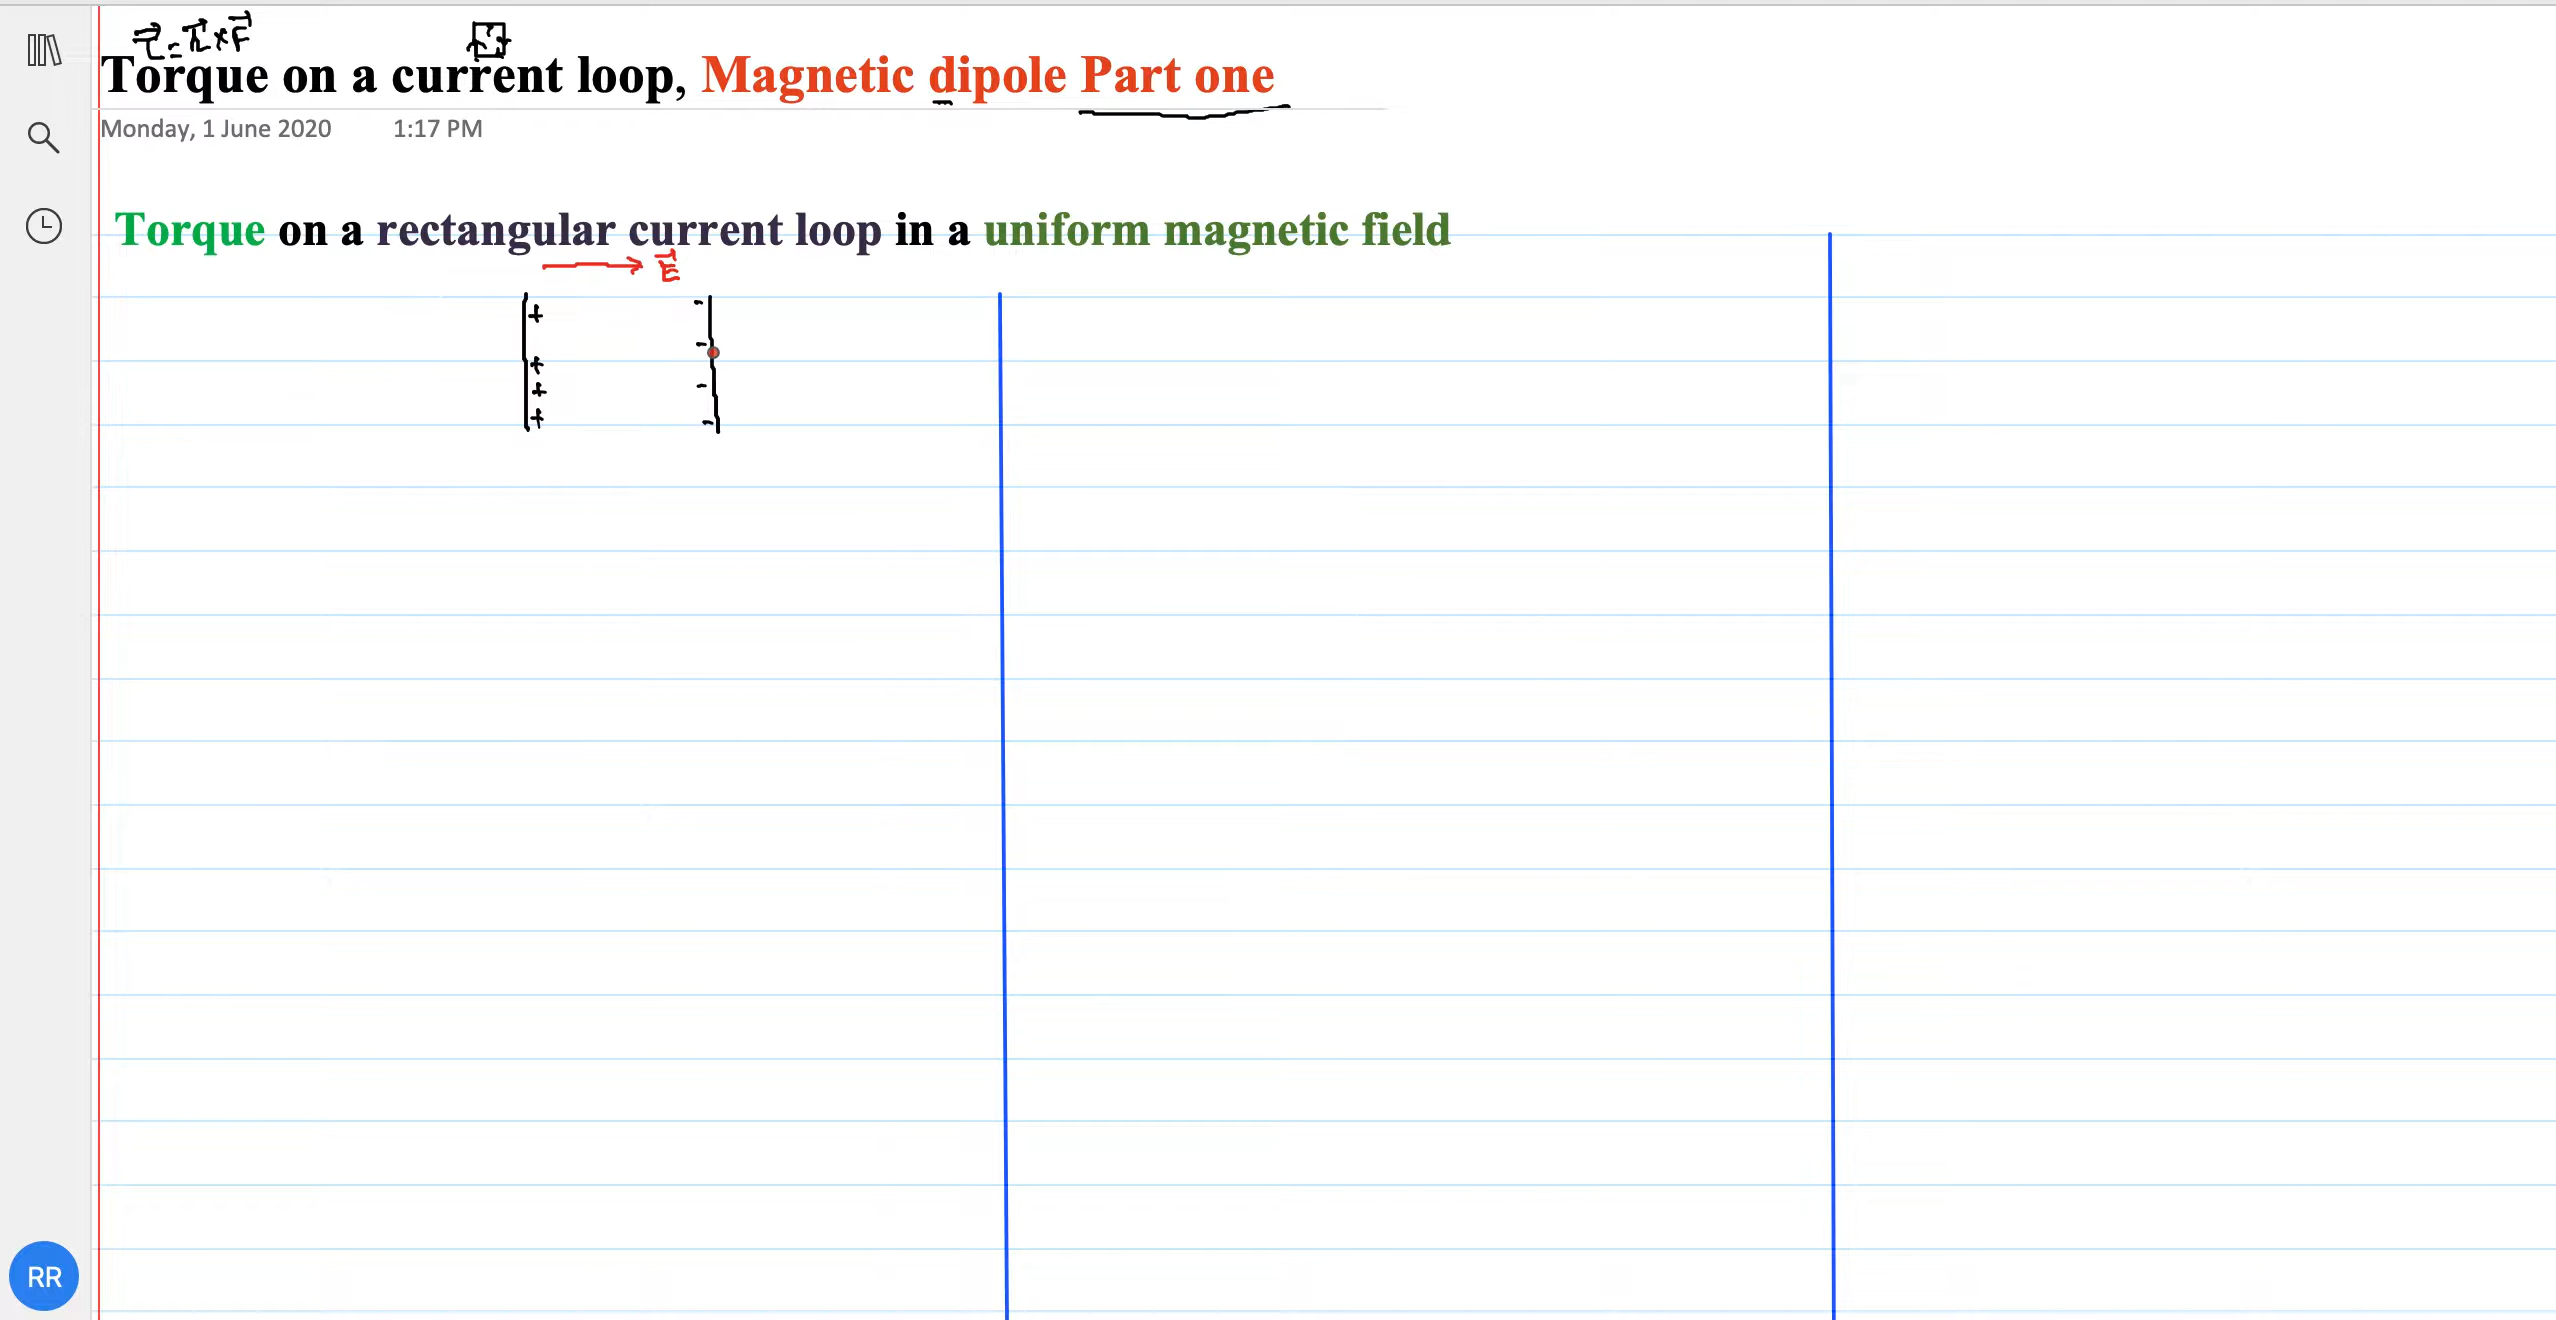 τ⃗ = r⃗ × F⃗
Torque on a current loop, Magnetic dipole Part one
Monday, 1 June 2020 1:17 PM
Torque on a rectangular current loop in a uniform magnetic field
E⃗
+ -
+ -
+ -
+ -
RR